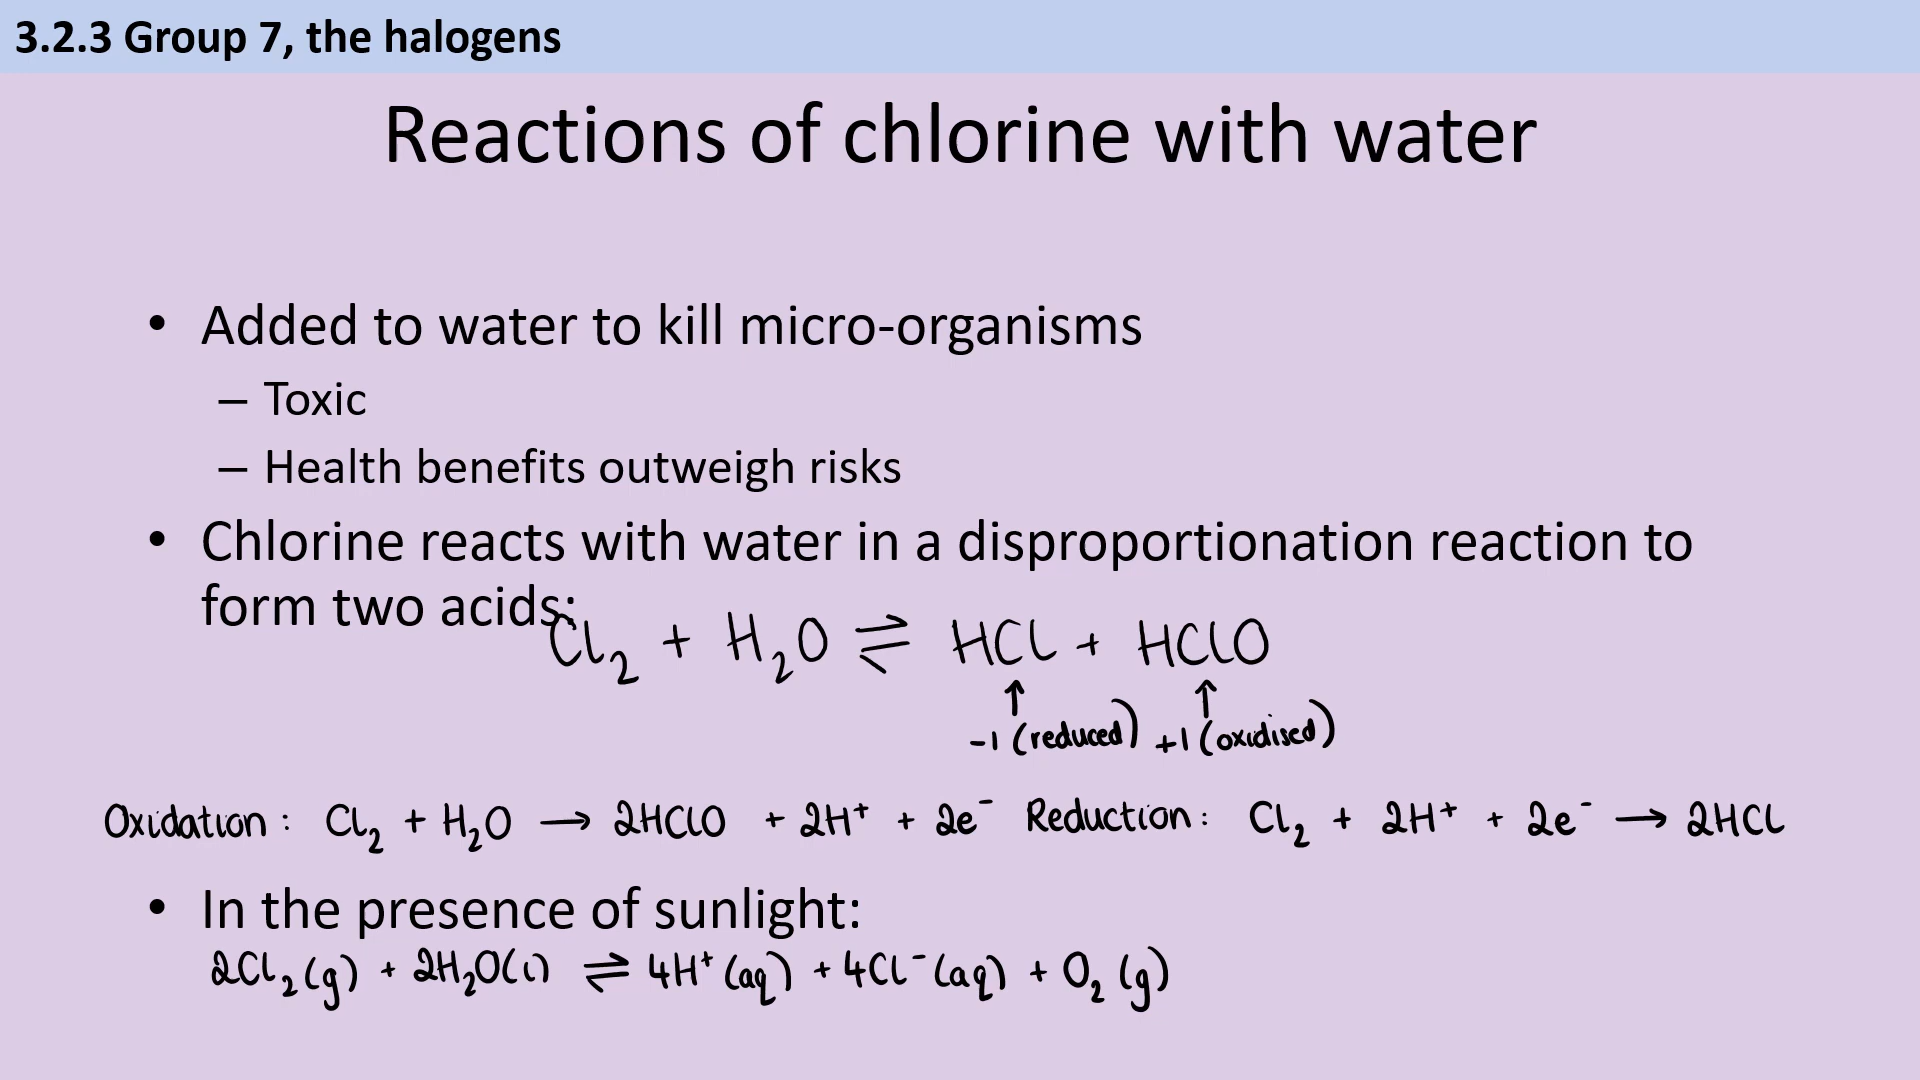 3.2.3 Group 7, the halogens
Reactions of chlorine with water
• Added to water to kill micro-organisms
– Toxic
– Health benefits outweigh risks
• Chlorine reacts with water in a disproportionation reaction to
form two acids:
Cl₂ + H₂O ⇌ HCl + HClO
↑ ↑
-1 (reduced) +1 (oxidised)
Oxidation: Cl₂ + H₂O → 2HClO + 2H⁺ + 2e⁻ Reduction: Cl₂ + 2H⁺ + 2e⁻ → 2HCl
• In the presence of sunlight:
2Cl₂(g) + 2H₂O(l) ⇌ 4H⁺(aq) + 4Cl⁻(aq) + O₂(g)